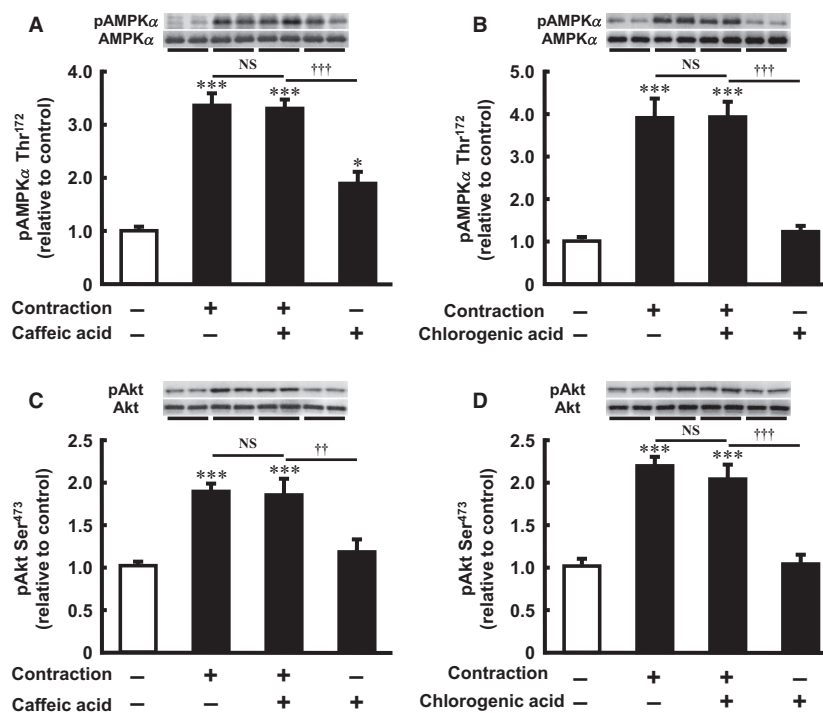 A
pAMPKα
AMPKα
NS
†††
***
***
*
4.0
3.0
2.0
1.0
0
pAMPKα Thr172
(relative to control)
Contraction – + + –
Caffeic acid – – + +
B
pAMPKα
AMPKα
NS
†††
***
***
5.0
4.0
2.0
1.0
0
pAMPKα Thr172
(relative to control)
Contraction – + + –
Chlorogenic acid – – + +
C
pAkt
Akt
NS
††
***
***
2.5
2.0
1.5
1.0
0.5
0
pAkt Ser473
(relative to control)
Contraction – + + –
Caffeic acid – – + +
D
pAkt
Akt
NS
†††
***
***
2.5
2.0
1.5
1.0
0.5
0
pAkt Ser473
(relative to control)
Contraction – + + –
Chlorogenic acid – – + +